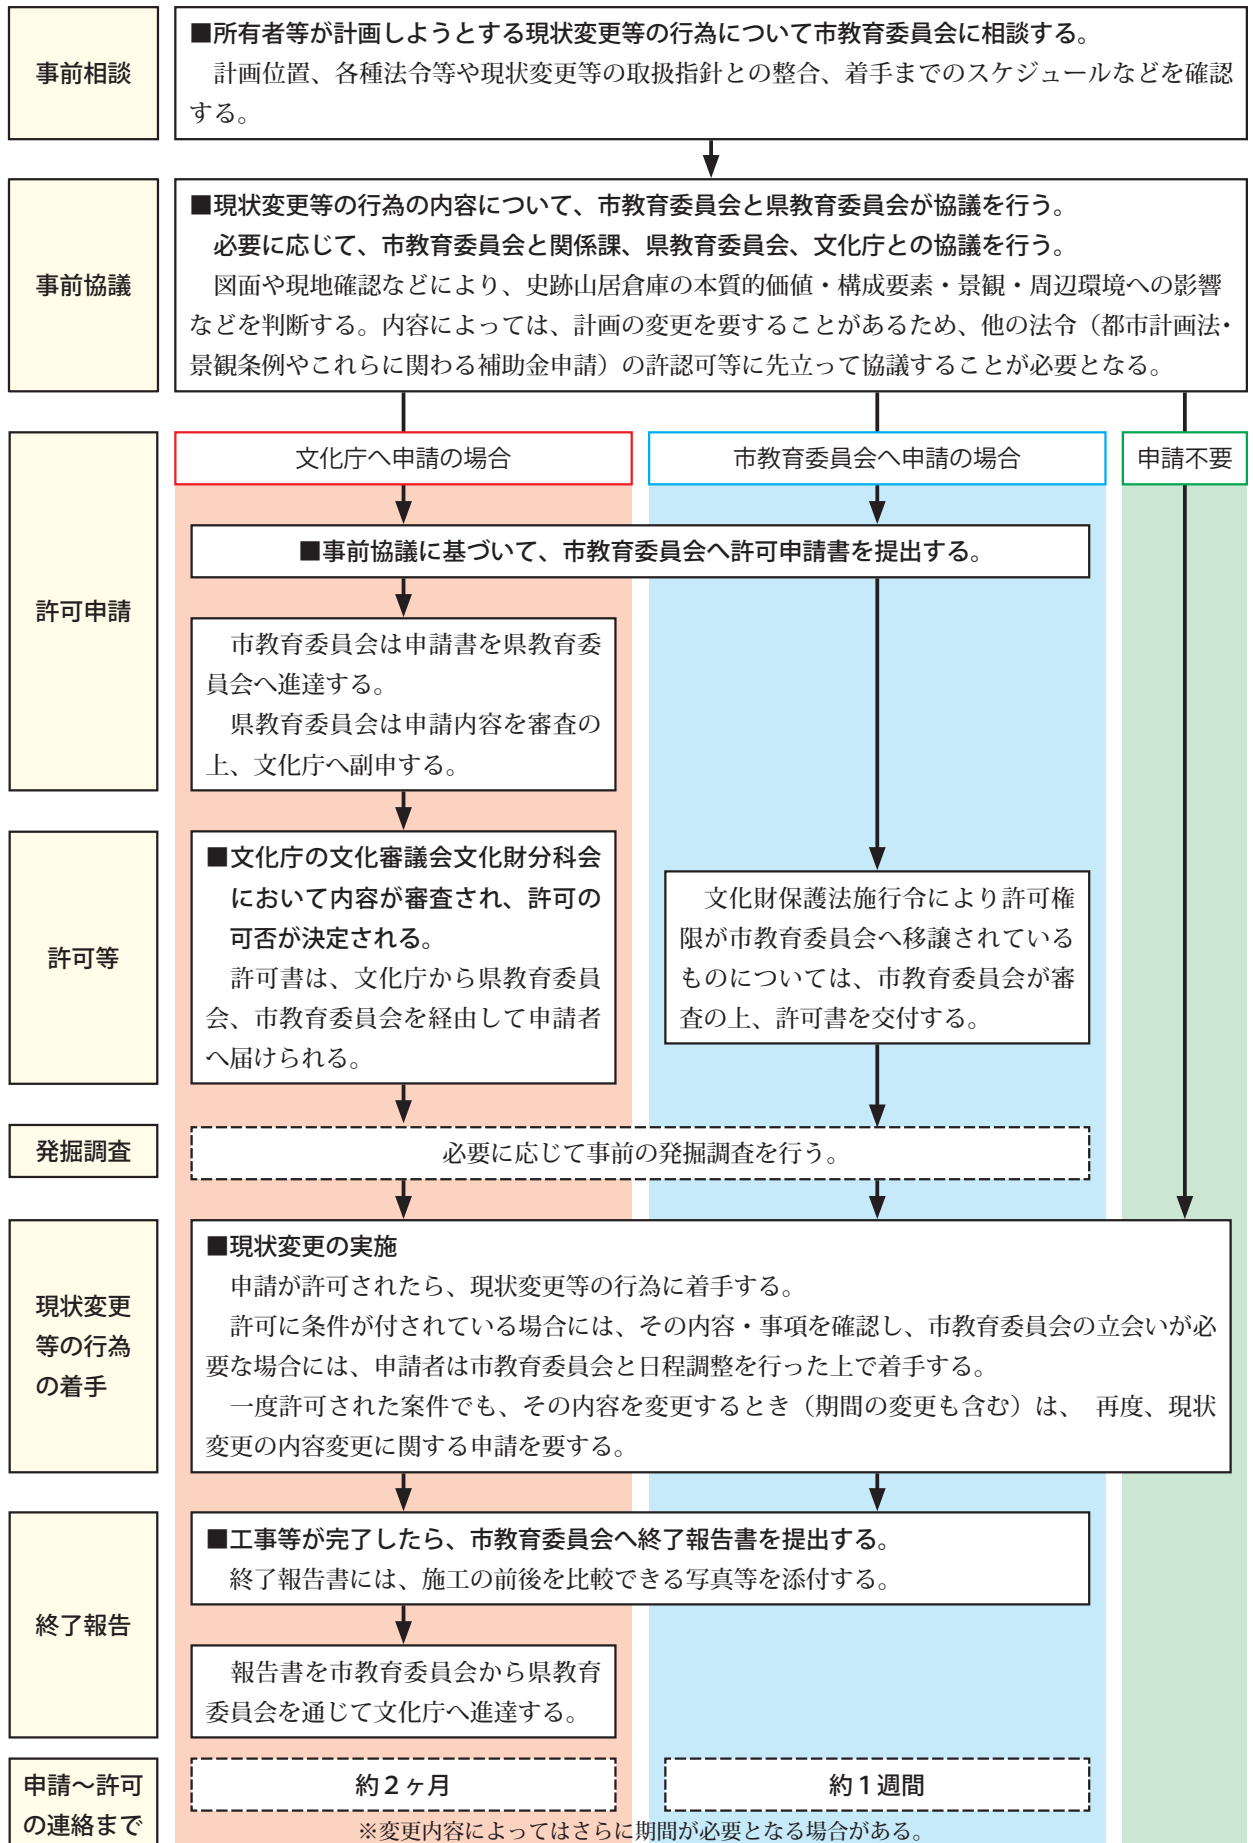 事前相談
■所有者等が計画しようとする現状変更等の行為について市教育委員会に相談する。
計画位置、各種法令等や現状変更等の取扱指針との整合、着手までのスケジュールなどを確認
する。
事前協議
■現状変更等の行為の内容について、市教育委員会と県教育委員会が協議を行う。
必要に応じて、市教育委員会と関係課、県教育委員会、文化庁との協議を行う。
図面や現地確認などにより、史跡山居倉庫の本質的価値・構成要素・景観・周辺環境への影響
などを判断する。内容によっては、計画の変更を要することがあるため、他の法令（都市計画法・
景観条例やこれらに関わる補助金申請）の許認可等に先立って協議することが必要となる。
文化庁へ申請の場合
市教育委員会へ申請の場合
申請不要
許可申請
■事前協議に基づいて、市教育委員会へ許可申請書を提出する。
市教育委員会は申請書を県教育委
員会へ進達する。
県教育委員会は申請内容を審査の
上、文化庁へ副申する。
許可等
■文化庁の文化審議会文化財分科会
において内容が審査され、許可の
可否が決定される。
許可書は、文化庁から県教育委員
会、市教育委員会を経由して申請者
へ届けられる。
文化財保護法施行令により許可権
限が市教育委員会へ移譲されている
ものについては、市教育委員会が審
査の上、許可書を交付する。
発掘調査
必要に応じて事前の発掘調査を行う。
現状変更
等の行為
の着手
■現状変更の実施
申請が許可されたら、現状変更等の行為に着手する。
許可に条件が付されている場合には、その内容・事項を確認し、市教育委員会の立会いが必
要な場合には、申請者は市教育委員会と日程調整を行った上で着手する。
一度許可された案件でも、その内容を変更するとき（期間の変更も含む）は、 再度、現状
変更の内容変更に関する申請を要する。
終了報告
■工事等が完了したら、市教育委員会へ終了報告書を提出する。
終了報告書には、施工の前後を比較できる写真等を添付する。
報告書を市教育委員会から県教育
委員会を通じて文化庁へ進達する。
申請～許可
の連絡まで
約２ヶ月
約１週間
※変更内容によってはさらに期間が必要となる場合がある。